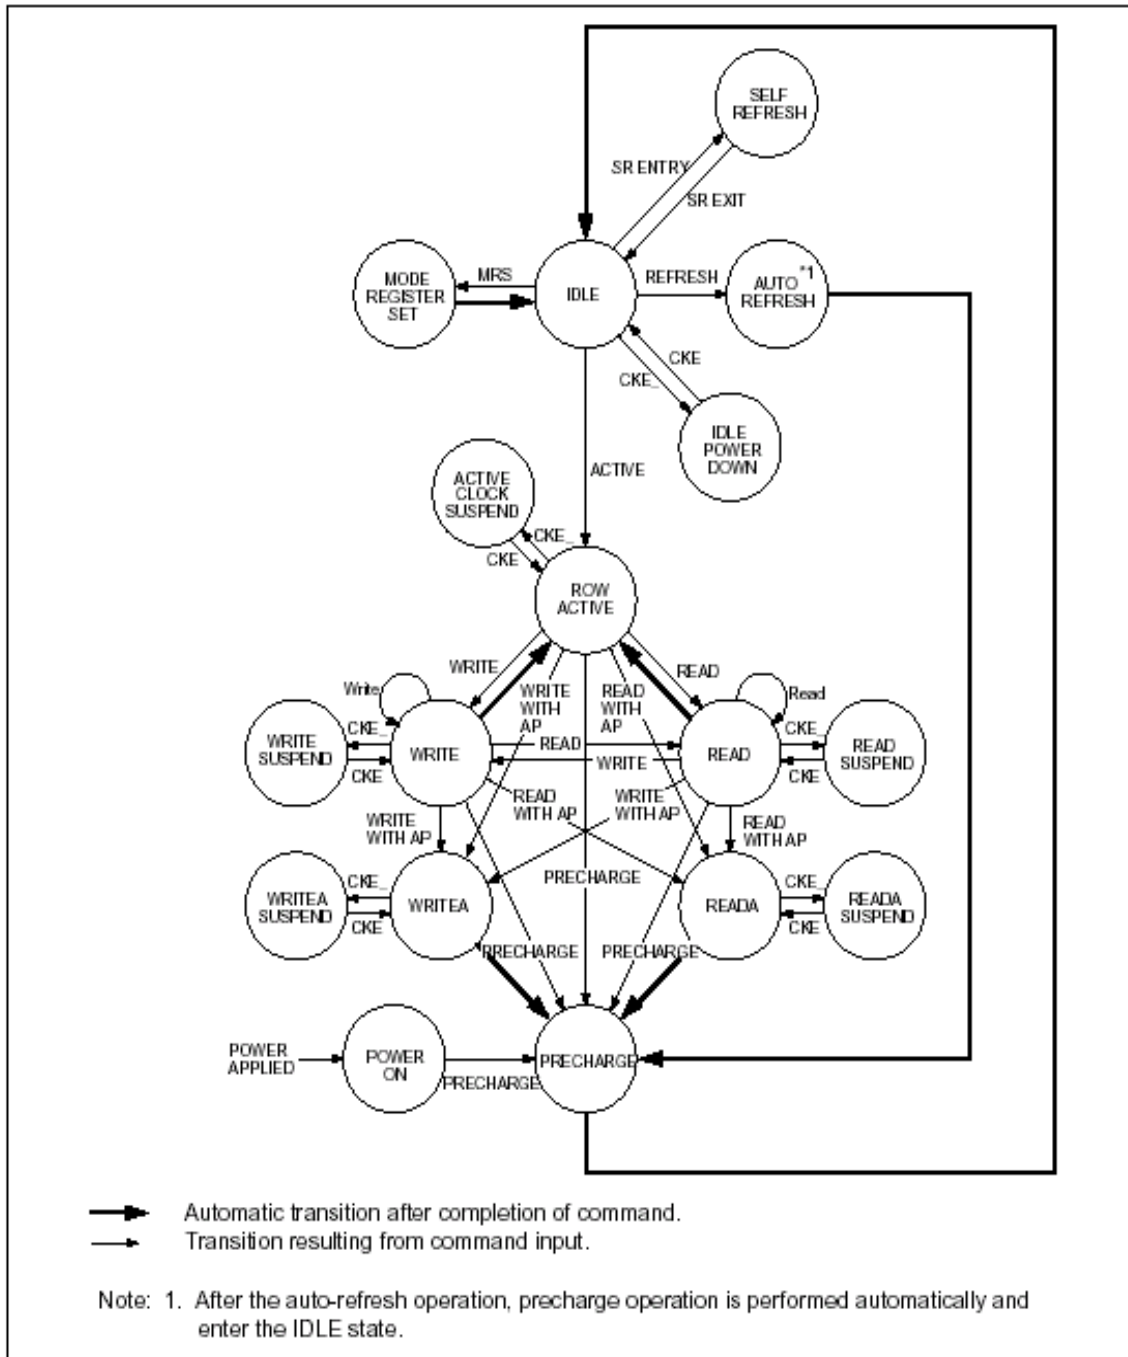 SELF
REFRESH
SR ENTRY
SR EXIT
MODE
REGISTER
SET
MRS
IDLE
REFRESH
AUTO *1
REFRESH
CKE
CKE_
IDLE
POWER
DOWN
ACTIVE
ACTIVE
CLOCK
SUSPEND
CKE_
CKE
ROW
ACTIVE
WRITE
READ
Write
WRITE
WITH
AP
READ
WITH
AP
Read
WRITE
SUSPEND
CKE_
CKE
WRITE
READ
WRITE
READ
CKE_
CKE
READ
SUSPEND
WRITE
WITH AP
READ
WITH AP
WRITE
WITH AP
READ
WITH AP
WRITEA
SUSPEND
CKE_
CKE
WRITEA
PRECHARGE
READA
CKE_
CKE
READA
SUSPEND
PRECHARGE
PRECHARGE
POWER
APPLIED
POWER
ON
PRECHARGE
PRECHARGE
Automatic transition after completion of command.
Transition resulting from command input.
Note: 1. After the auto-refresh operation, precharge operation is performed automatically and
enter the IDLE state.